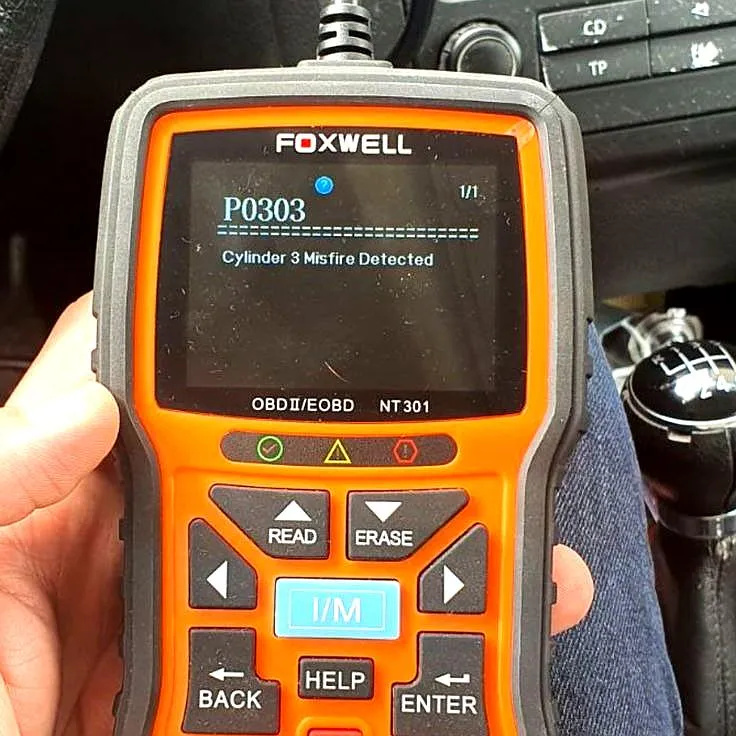 CD
TP
FOXWELL
?
1/1
P0303
==============================
Cylinder 3 Misfire Detected
OBDII/EOBD NT301
READ
ERASE
I/M
BACK
HELP
ENTER